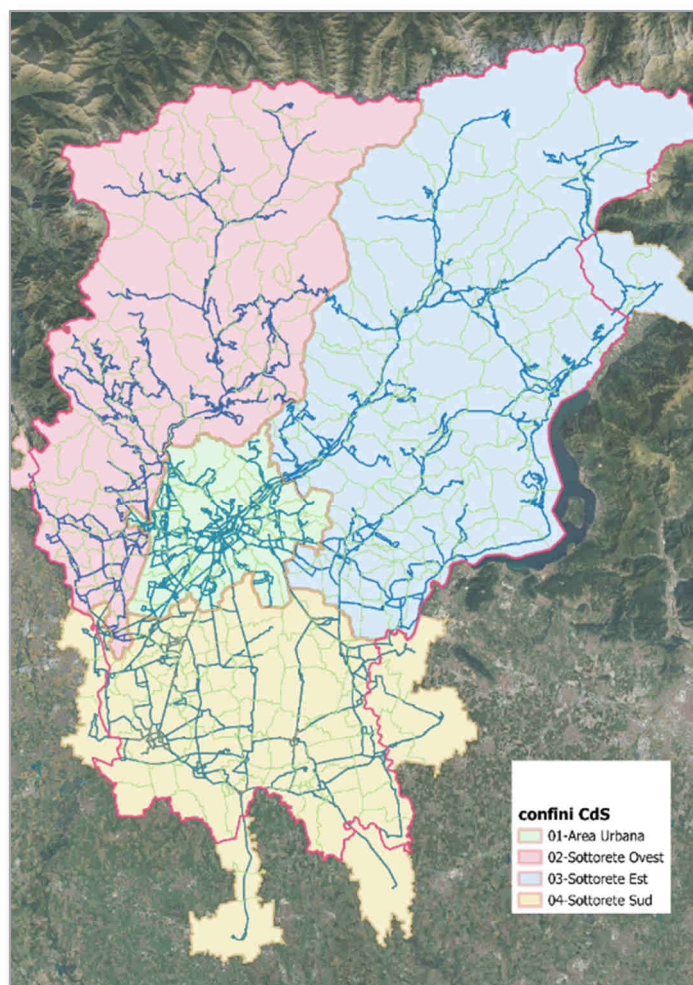 confini CdS
01-Area Urbana
02-Sottorete Ovest
03-Sottorete Est
04-Sottorete Sud